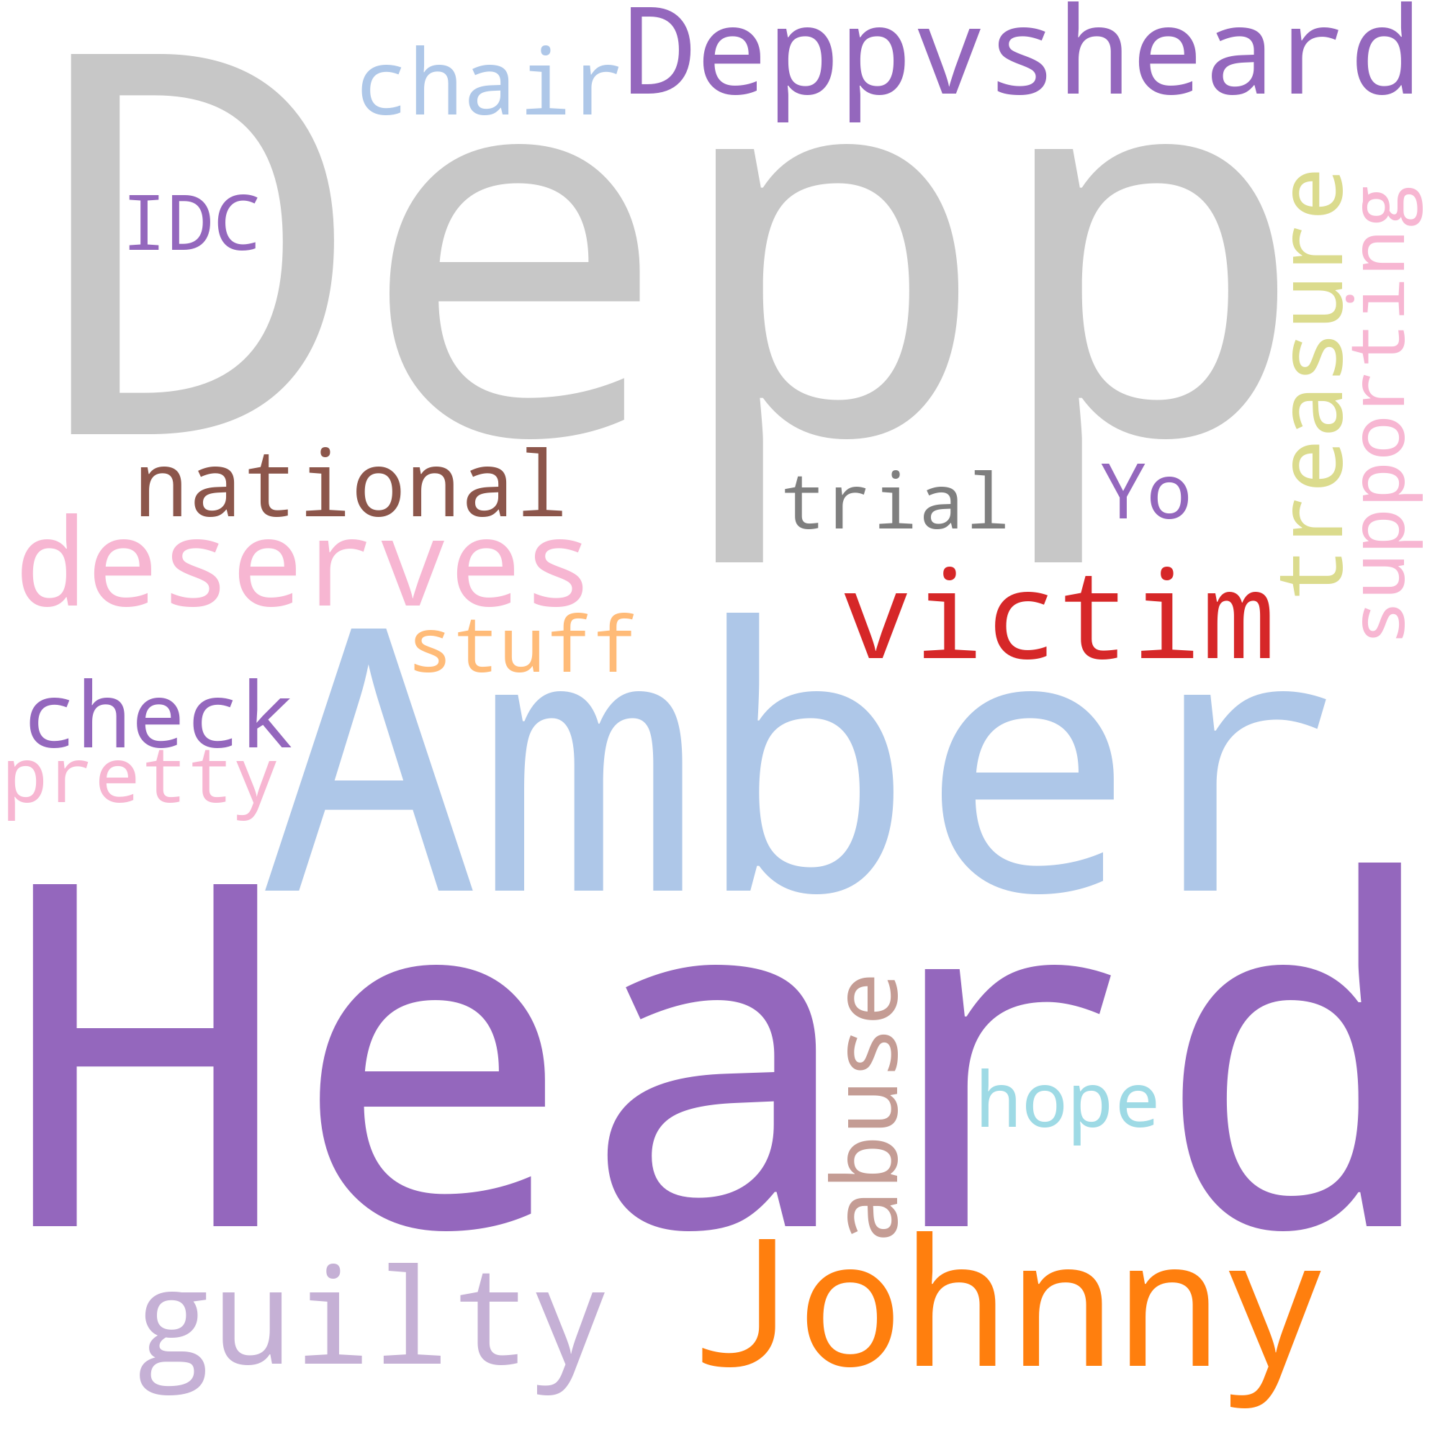 Deppvsheard
chair
Depp
IDC
treasure
supporting
national
trial
Yo
deserves
victim
stuff
Amber
check
pretty
Heard
abuse
hope
Johnny
guilty